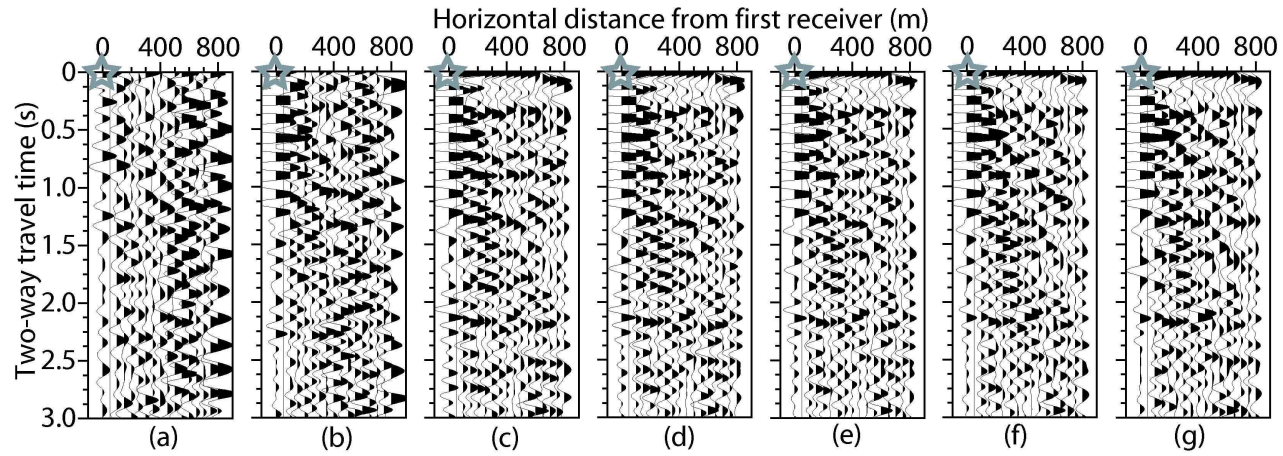 Horizontal distance from first receiver (m)
0 400 800 0 400 800 0 400 800 0 400 800 0 400 800 0 400 800 0 400 800
Two-way travel time (s)
0
0.5
1.0
1.5
2.0
2.5
3.0
(a) (b) (c) (d) (e) (f) (g)